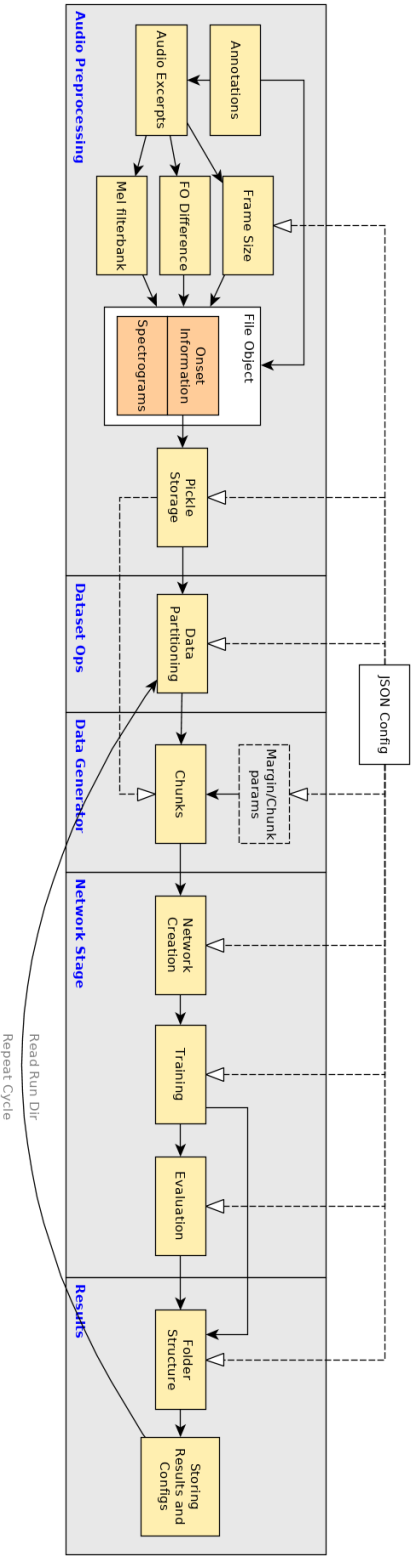 JSON Config
Annotations
Audio Excerpts
Frame Size
FO Difference
Mel filterbank
File Object
Onset
Information
Spectrograms
Pickle
Storage
Audio Preprocessing
Data
Partitioning
Dataset Ops
Margin/Chunk
params
Chunks
Data Generator
Network
Creation
Training
Evaluation
Network Stage
Folder
Structure
Storing
Results and
Configs
Results
Read Run Dir
Repeat Cycle